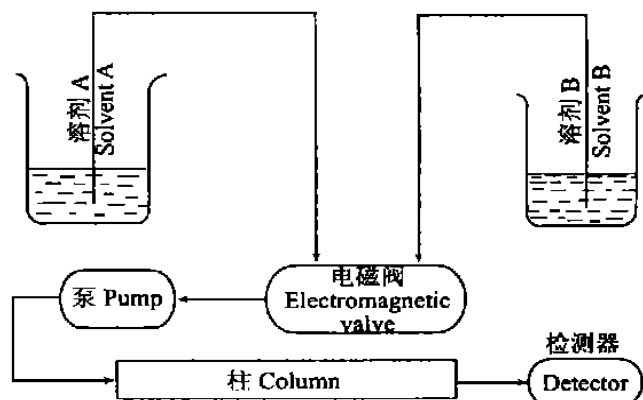 溶剂 A
Solvent A
溶剂 B
Solvent B
电磁阀
Electromagnetic
valve
泵 Pump
柱 Column
检测器
Detector